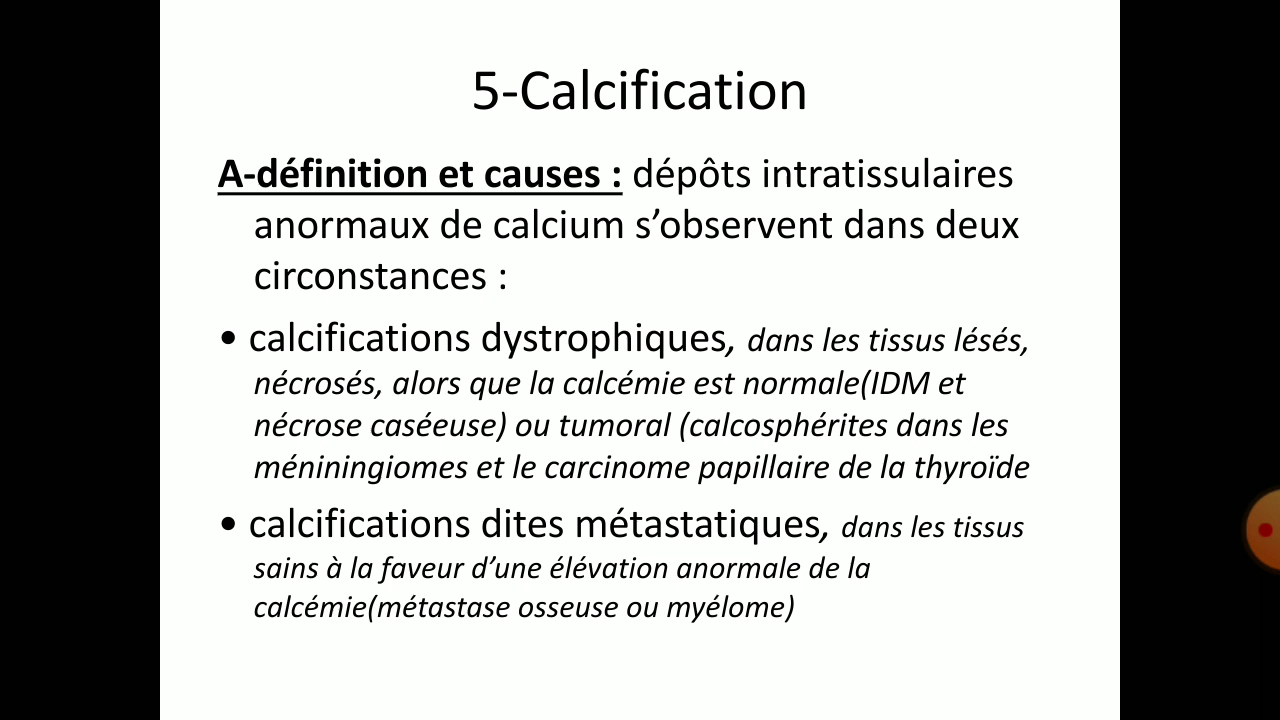 5-Calcification
A-définition et causes : dépôts intratissulaires
anormaux de calcium s’observent dans deux
circonstances :
• calcifications dystrophiques, dans les tissus lésés,
nécrosés, alors que la calcémie est normale(IDM et
nécrose caséeuse) ou tumoral (calcosphérites dans les
méniningiomes et le carcinome papillaire de la thyroïde
• calcifications dites métastatiques, dans les tissus
sains à la faveur d’une élévation anormale de la
calcémie(métastase osseuse ou myélome)